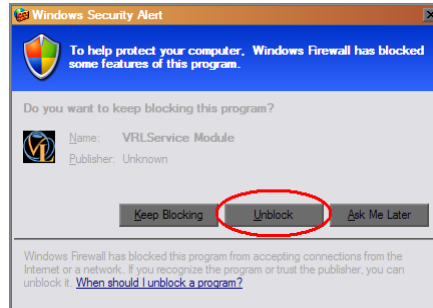 Windows Security Alert
To help protect your computer, Windows Firewall has blocked
some features of this program.
Do you want to keep blocking this program?
Name: VRLService Module
Publisher: Unknown
Keep Blocking Unblock Ask Me Later
Windows Firewall has blocked this program from accepting connections from the
Internet or a network. If you recognize the program or trust the publisher, you can
unblock it. When should I unblock a program?